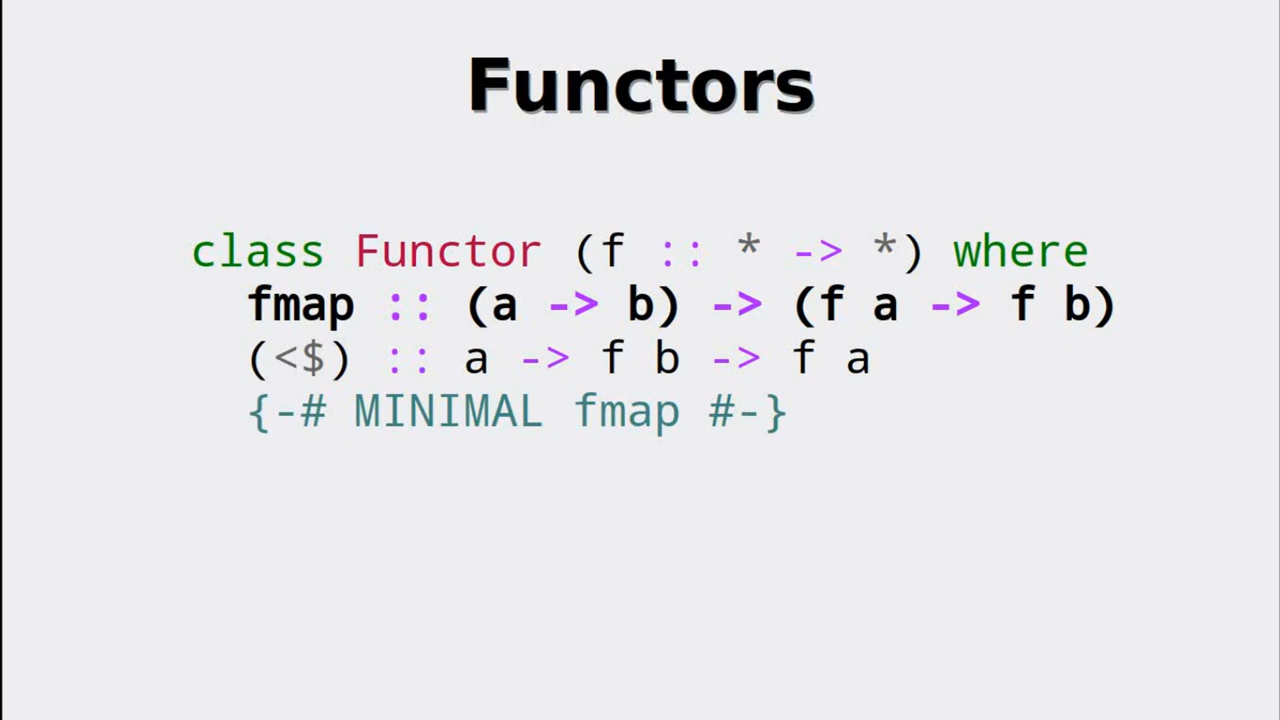 Functors
class Functor (f :: * -> *) where
fmap :: (a -> b) -> (f a -> f b)
(<$) :: a -> f b -> f a
{-# MINIMAL fmap #-}